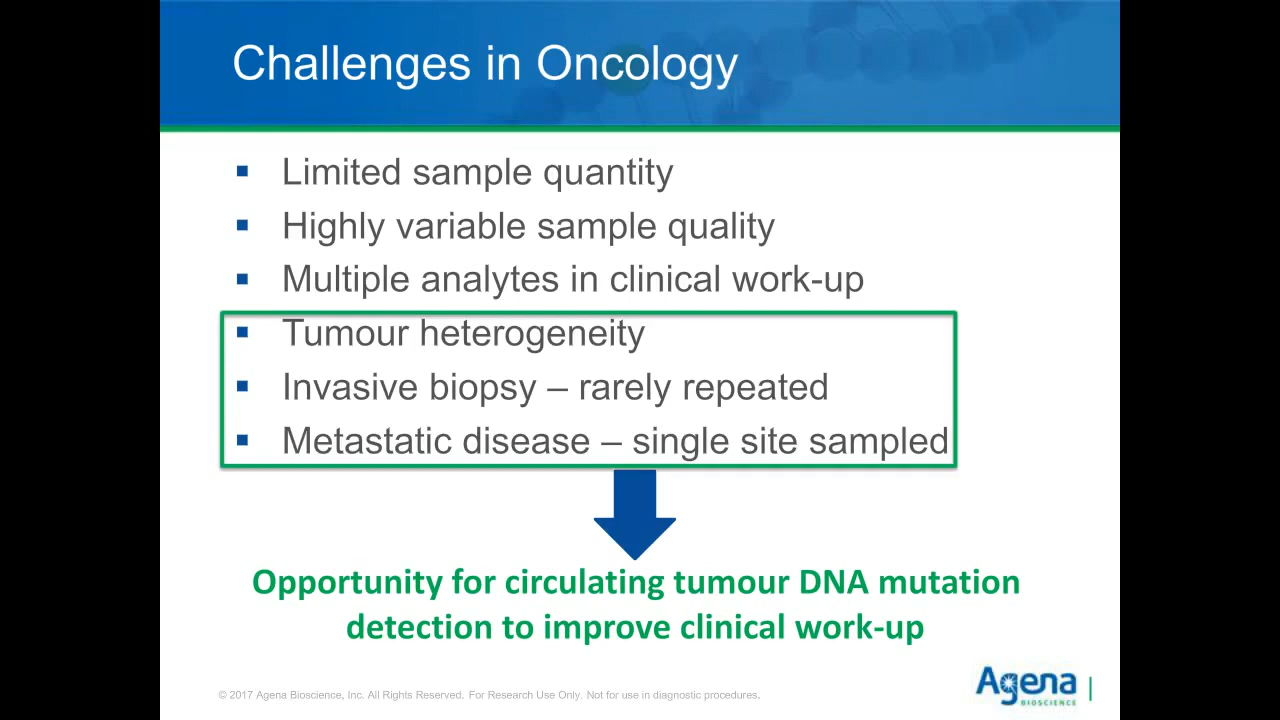 Challenges in Oncology
▪ Limited sample quantity
▪ Highly variable sample quality
▪ Multiple analytes in clinical work-up
▪ Tumour heterogeneity
▪ Invasive biopsy – rarely repeated
▪ Metastatic disease – single site sampled
Opportunity for circulating tumour DNA mutation
detection to improve clinical work-up
© 2017 Agena Bioscience, Inc. All Rights Reserved. For Research Use Only. Not for use in diagnostic procedures.
Agena
BIOSCIENCE